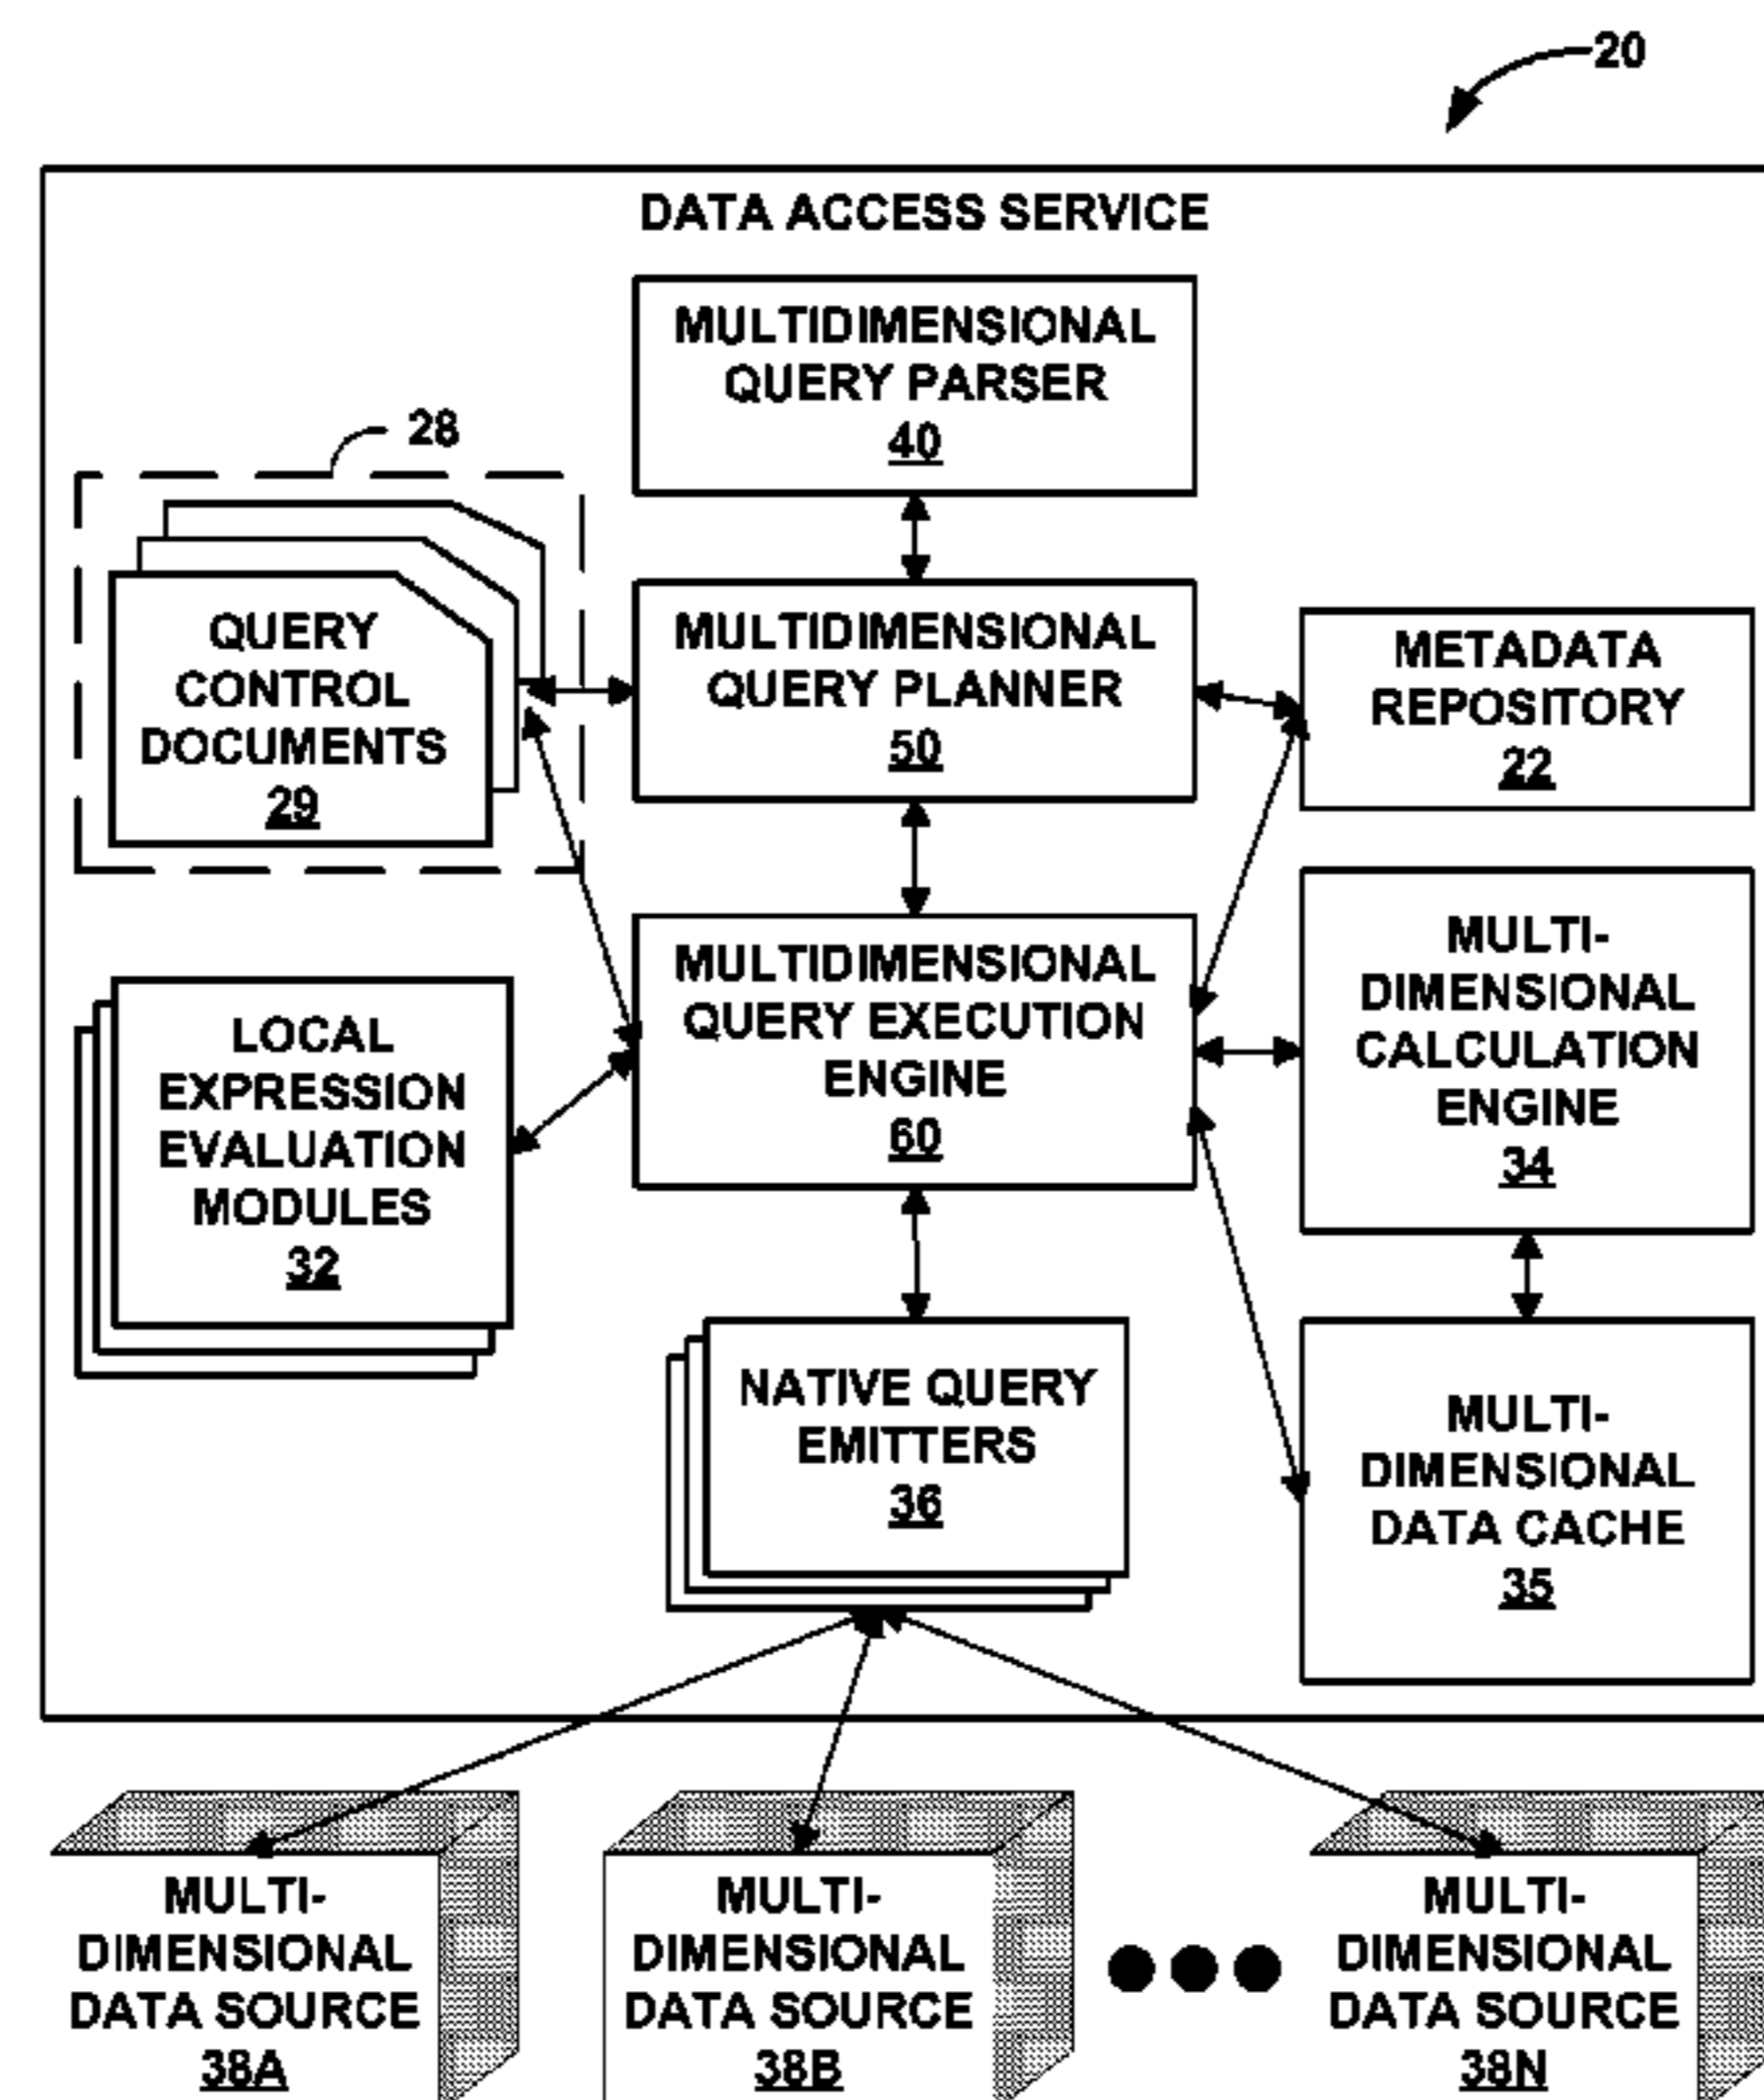 20
DATA ACCESS SERVICE
MULTIDIMENSIONAL
QUERY PARSER
40
28
QUERY
CONTROL
DOCUMENTS
29
MULTIDIMENSIONAL
QUERY PLANNER
50
METADATA
REPOSITORY
22
LOCAL
EXPRESSION
EVALUATION
MODULES
32
MULTIDIMENSIONAL
QUERY EXECUTION
ENGINE
60
MULTI-
DIMENSIONAL
CALCULATION
ENGINE
34
NATIVE QUERY
EMITTERS
36
MULTI-
DIMENSIONAL
DATA CACHE
35
MULTI-
DIMENSIONAL
DATA SOURCE
38A
MULTI-
DIMENSIONAL
DATA SOURCE
38B
MULTI-
DIMENSIONAL
DATA SOURCE
38N